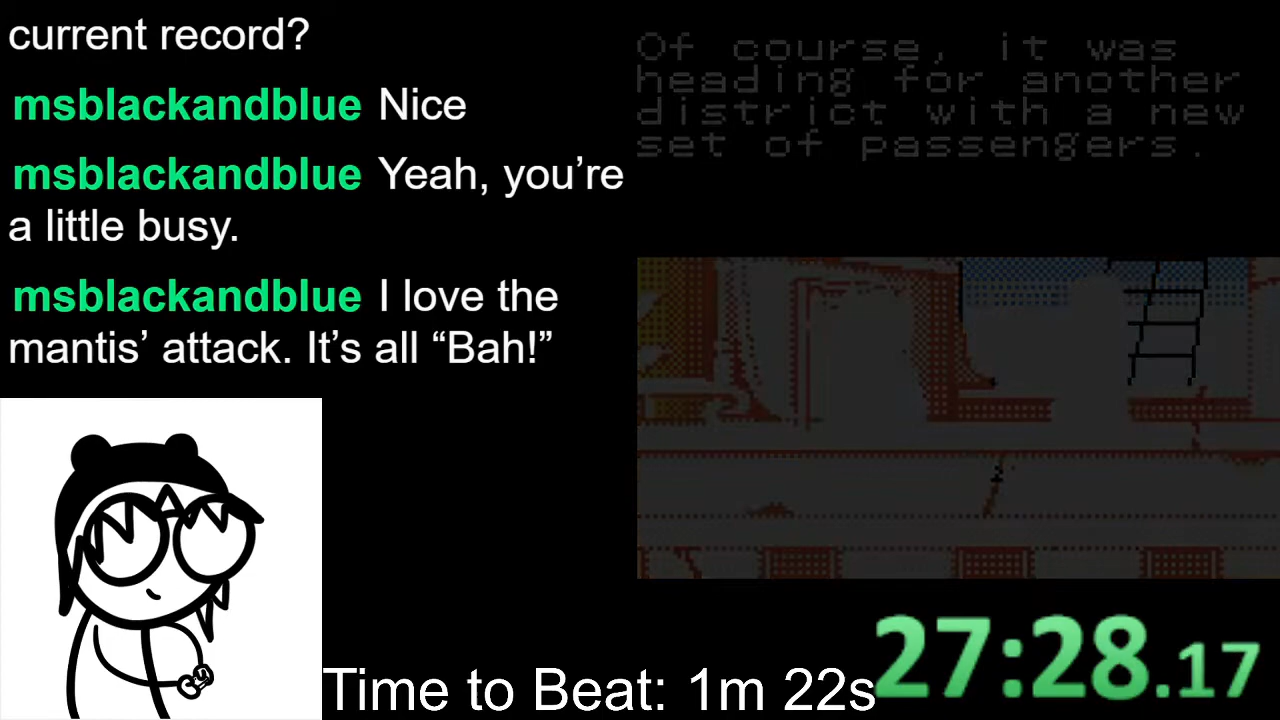 current record?
msblackandblue Nice
msblackandblue Yeah, you’re
a little busy.
msblackandblue I love the
mantis’ attack. It’s all “Bah!”
Of course, it was
heading for another
district with a new
set of passengers.
Time to Beat: 1m 22s
27:28.17